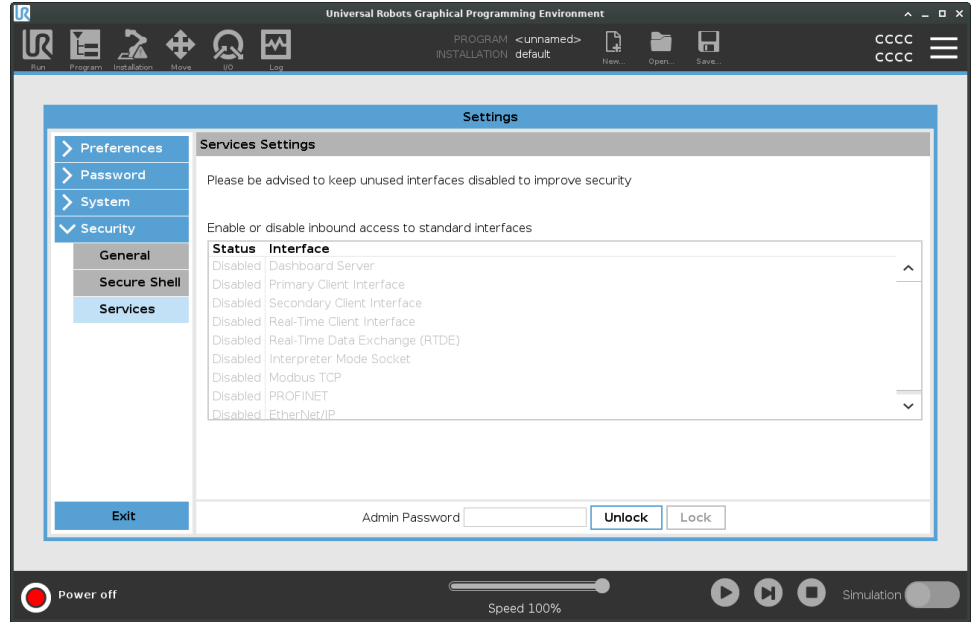 Universal Robots Graphical Programming Environment
UR
Run
Program
Installation
Move
I/O
Log
PROGRAM <unnamed>
INSTALLATION default
New...
Open...
Save...
CCCC
CCCC
Settings
Preferences
Password
System
Security
General
Secure Shell
Services
Exit
Services Settings
Please be advised to keep unused interfaces disabled to improve security
Enable or disable inbound access to standard interfaces
Status Interface
Disabled Dashboard Server
Disabled Primary Client Interface
Disabled Secondary Client Interface
Disabled Real-Time Client Interface
Disabled Real-Time Data Exchange (RTDE)
Disabled Interpreter Mode Socket
Disabled Modbus TCP
Disabled PROFINET
Disabled EtherNet/IP
Admin Password Unlock Lock
Power off
Speed 100%
Simulation